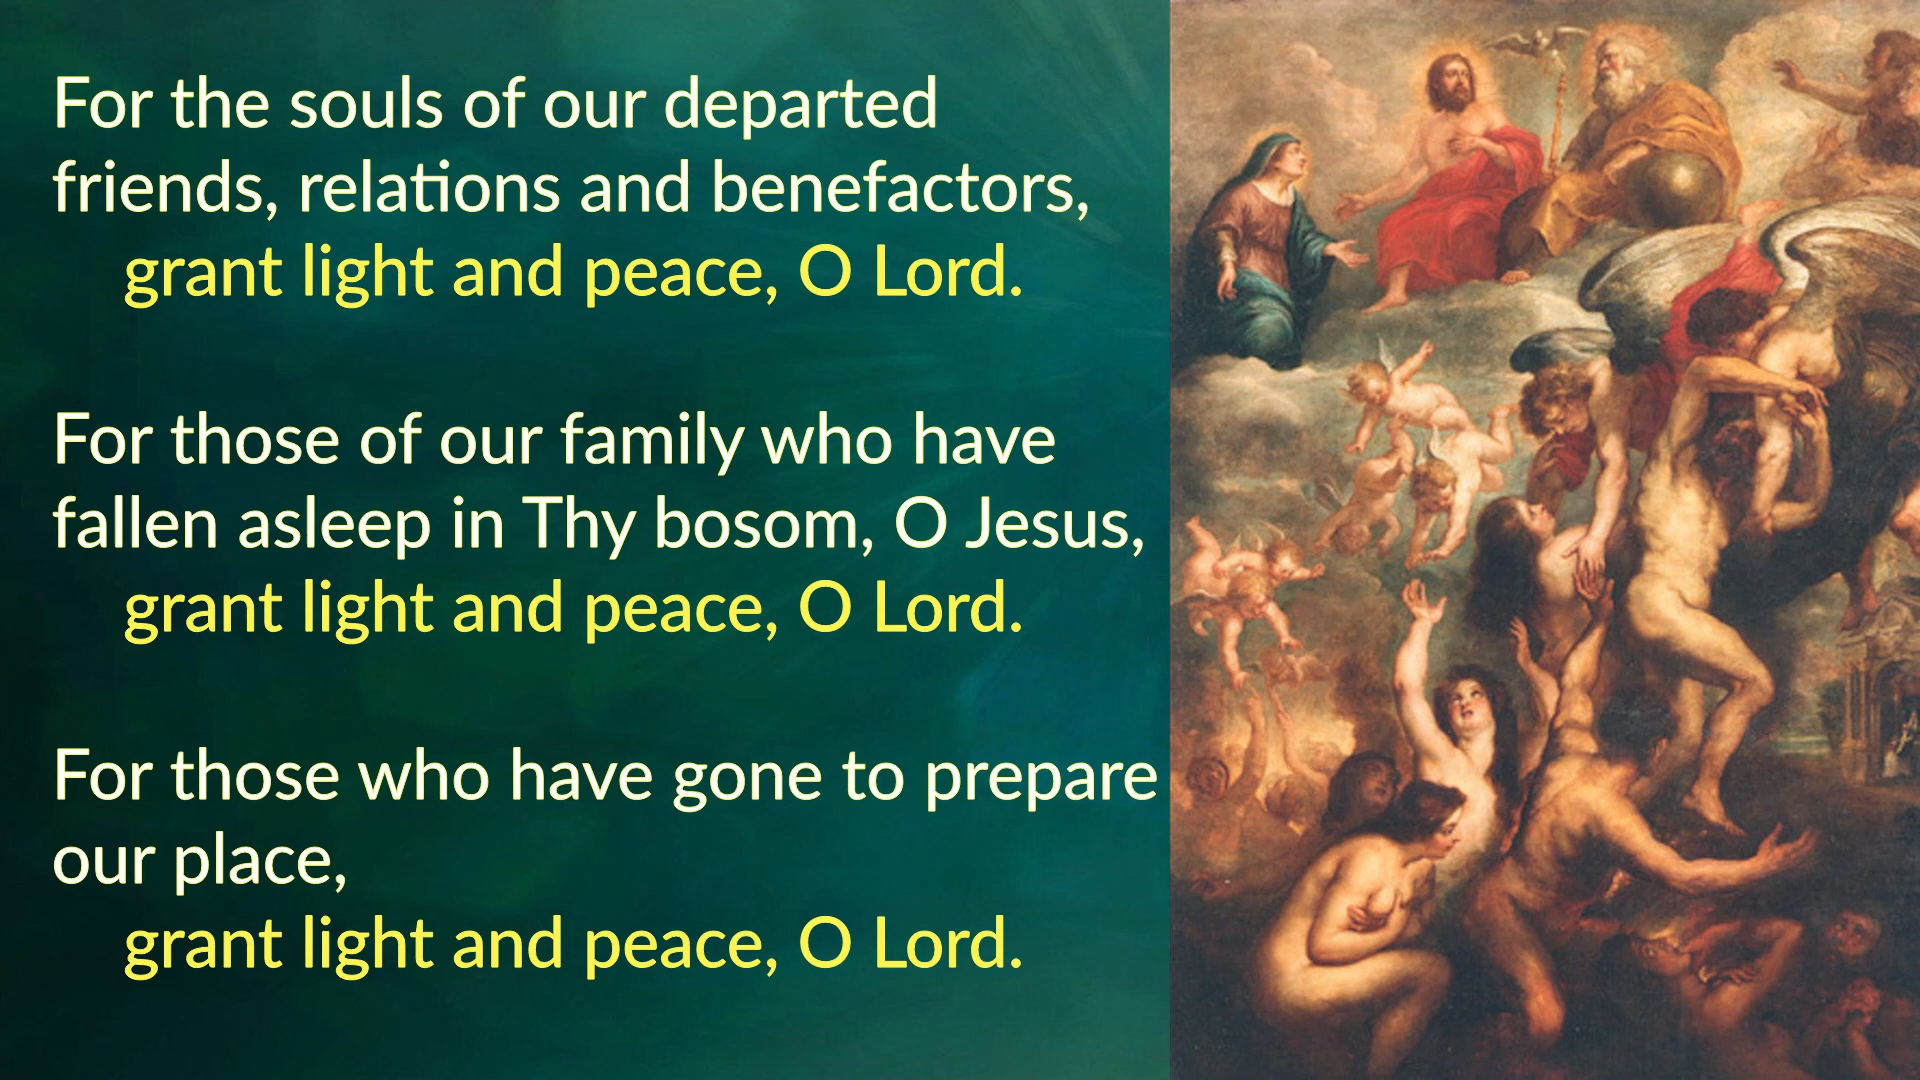 For the souls of our departed
friends, relations and benefactors,
grant light and peace, O Lord.
For those of our family who have
fallen asleep in Thy bosom, O Jesus,
grant light and peace, O Lord.
For those who have gone to prepare
our place,
grant light and peace, O Lord.